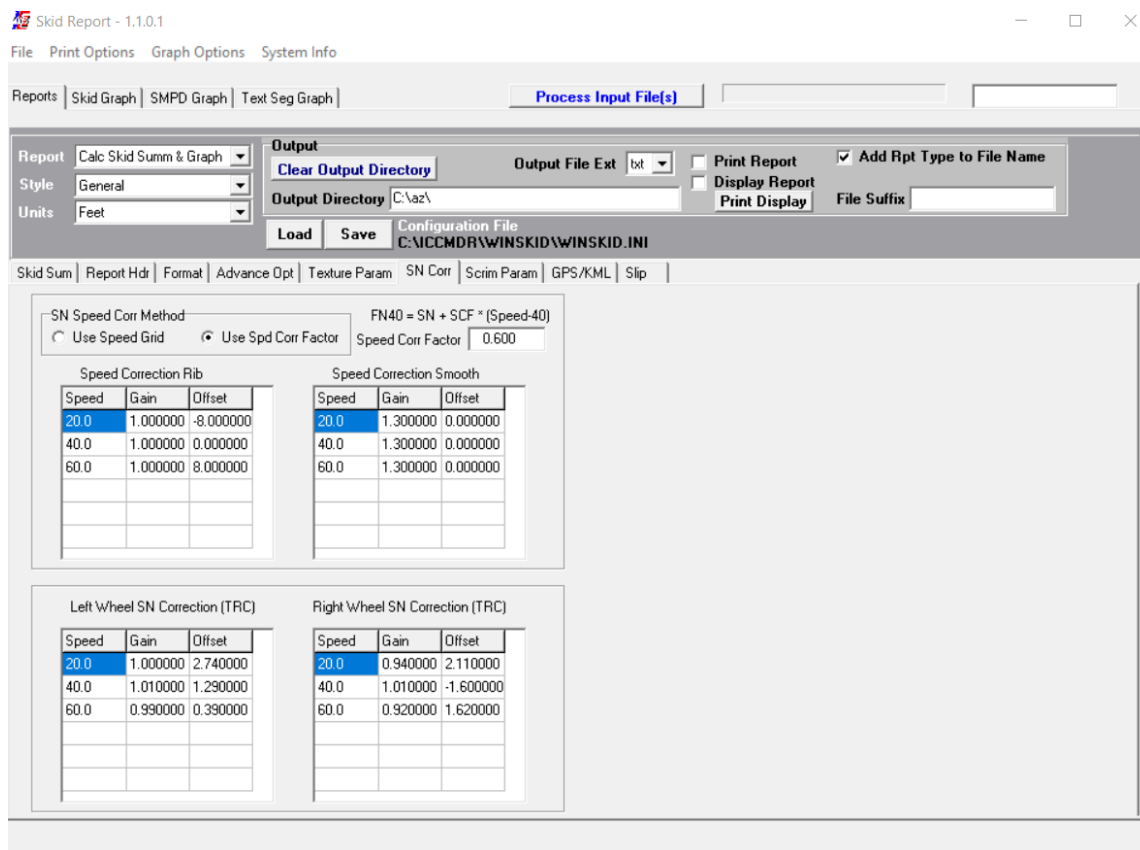 Skid Report - 1.1.0.1
File Print Options Graph Options System Info
Reports Skid Graph SMPD Graph Text Seg Graph Process Input File(s)
Report Calc Skid Summ & Graph
Style General
Units Feet
Output
Clear Output Directory Output File Ext txt
Output Directory C:\az\
Print Report
Display Report
Print Display
Add Rpt Type to File Name
File Suffix
Load Save Configuration File
C:\ICCMDR\WINSKID\WINSKID.INI
Skid Sum Report Hdr Format Advance Opt Texture Param SN Corr Scrim Param GPS/KML Slip
SN Speed Corr Method
Use Speed Grid Use Spd Corr Factor
FN40 = SN + SCF * (Speed-40)
Speed Corr Factor 0.600
Speed Correction Rib
Speed Gain Offset
20.0 1.000000 -8.000000
40.0 1.000000 0.000000
60.0 1.000000 8.000000
Speed Correction Smooth
Speed Gain Offset
20.0 1.300000 0.000000
40.0 1.300000 0.000000
60.0 1.300000 0.000000
Left Wheel SN Correction (TRC)
Speed Gain Offset
20.0 1.000000 2.740000
40.0 1.010000 1.290000
60.0 0.990000 0.390000
Right Wheel SN Correction (TRC)
Speed Gain Offset
20.0 0.940000 2.110000
40.0 1.010000 -1.600000
60.0 0.920000 1.620000